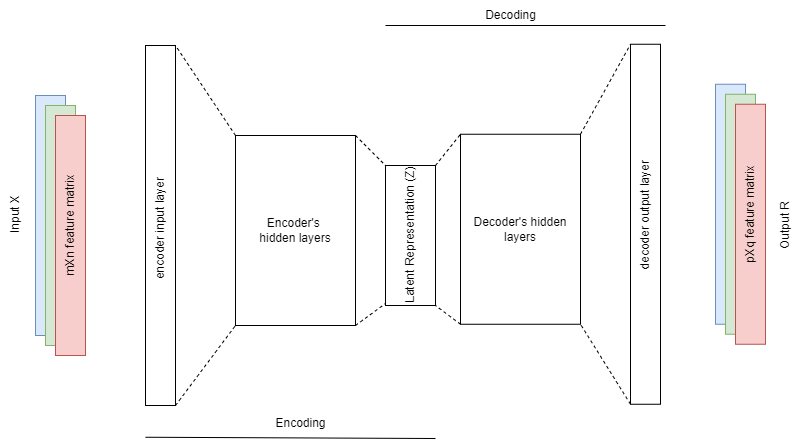 Decoding
Input X
mXn feature matrix
encoder input layer
Encoder's
hidden layers
Latent Representation (Z)
Decoder's hidden
layers
decoder output layer
pXq feature matrix
Output R
Encoding